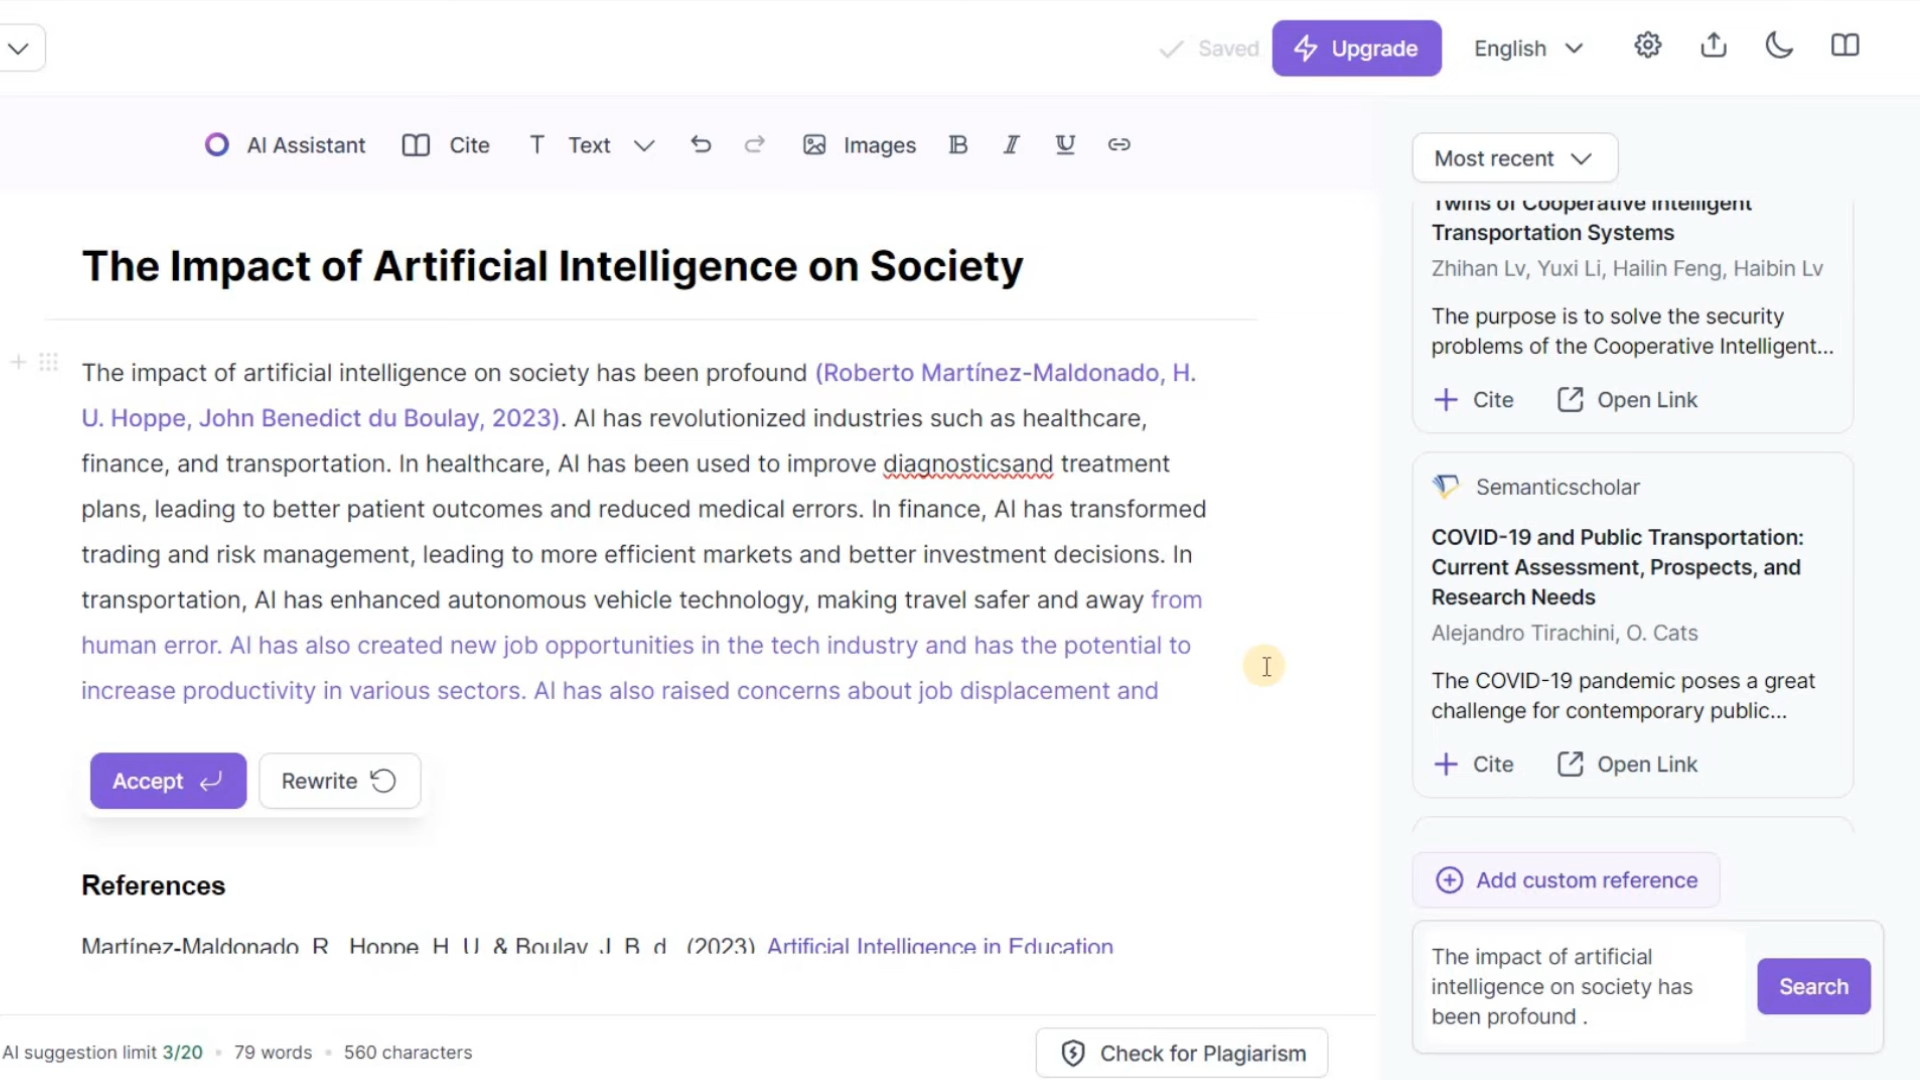 Saved
Upgrade
English
AI Assistant
Cite
T Text
Images
B I U
Most recent
The Impact of Artificial Intelligence on Society
The impact of artificial intelligence on society has been profound (Roberto Martínez-Maldonado, H.
U. Hoppe, John Benedict du Boulay, 2023). AI has revolutionized industries such as healthcare,
finance, and transportation. In healthcare, AI has been used to improve diagnosticsand treatment
plans, leading to better patient outcomes and reduced medical errors. In finance, AI has transformed
trading and risk management, leading to more efficient markets and better investment decisions. In
transportation, AI has enhanced autonomous vehicle technology, making travel safer and away from
human error. AI has also created new job opportunities in the tech industry and has the potential to
increase productivity in various sectors. AI has also raised concerns about job displacement and
Accept
Rewrite
References
Martínez-Maldonado, R., Hoppe, H. U., & Boulay, J. B. d. (2023). Artificial Intelligence in Education
AI suggestion limit 3/20 • 79 words • 560 characters
Check for Plagiarism
Twins of Cooperative Intelligent
Transportation Systems
Zhihan Lv, Yuxi Li, Hailin Feng, Haibin Lv
The purpose is to solve the security
problems of the Cooperative Intelligent...
Cite
Open Link
Semanticscholar
COVID-19 and Public Transportation:
Current Assessment, Prospects, and
Research Needs
Alejandro Tirachini, O. Cats
The COVID-19 pandemic poses a great
challenge for contemporary public...
Cite
Open Link
Add custom reference
The impact of artificial
intelligence on society has
been profound .
Search